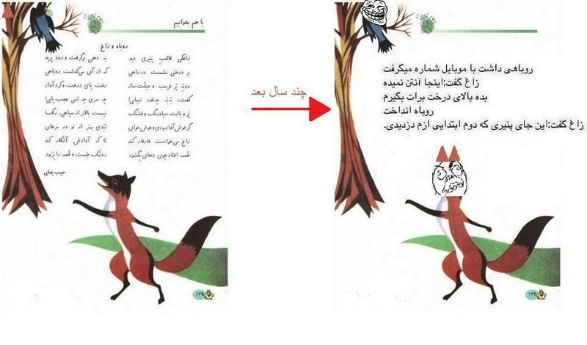 با هم بخوانیم
روباه و زاغ
زاغکی قالب پنیری دید به دهن برگرفت و زود پرید
بر درختی نشست در راهی که از آن می‌گذشت روباهی
روبه پر فریب و حیلت‌ساز رفت پای درخت و کرد آواز
گفت: به به چقدر زیبایی چه سری چه دمی عجب پایی
پر و بالت سیاه‌رنگ و قشنگ نیست بالاتر از سیاهی، رنگ
گر خوش‌آواز بودی و خوش‌خوان نبدی بهتر از تو در مرغان
زاغ می‌خواست قارقار کند تا که آوازش آشکار کند
طعمه افتاد چون دهان بگشود روبهک جست و طعمه را ربود
حبیب یغمایی
۱۳۹
چند سال بعد
روباهی داشت با موبایل شماره میگرفت
زاغ گفت:اینجا آنتن نمیده
بده بالای درخت برات بگیرم
روباه انداخت
زاغ گفت:این جای پنیری که دوم ابتدایی ازم دزدیدی.
۱۳۹